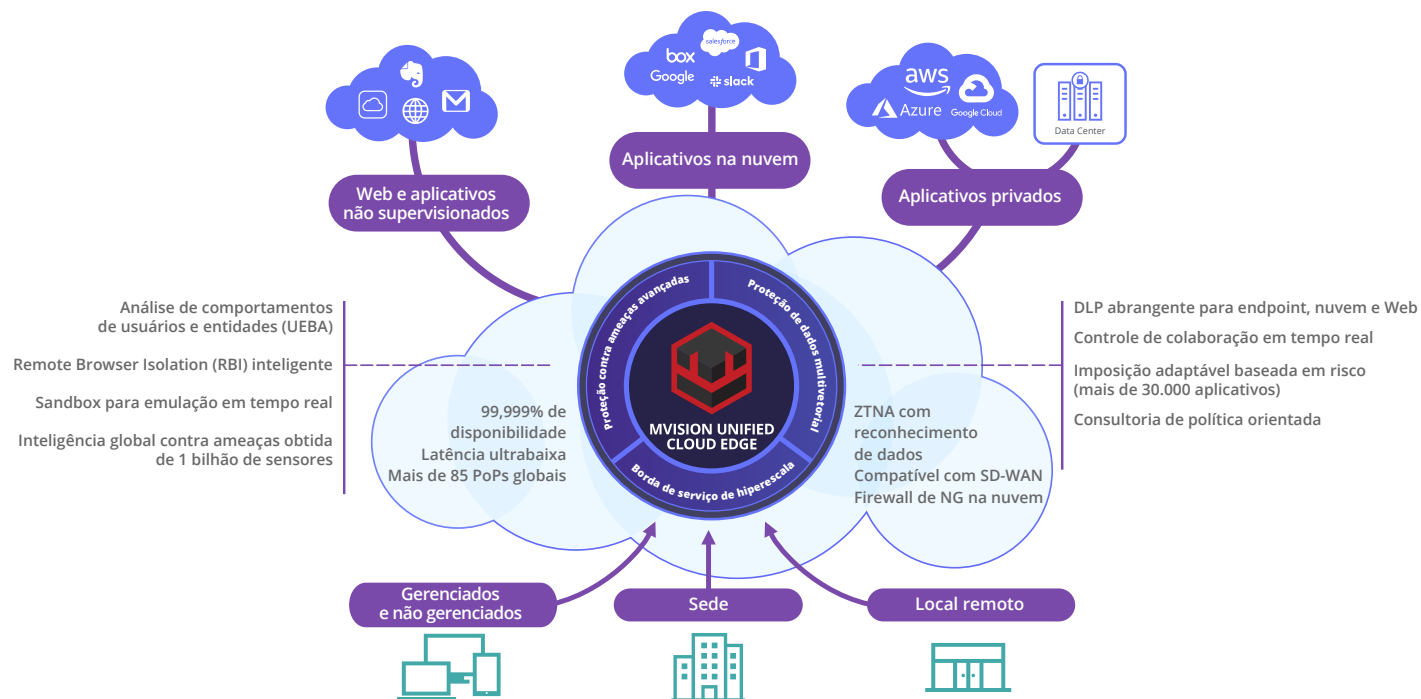 box
salesforce
Google
slack
aws
Azure
Google Cloud
Data Center
Web e aplicativos
não supervisionados
Aplicativos na nuvem
Aplicativos privados
Análise de comportamentos
de usuários e entidades (UEBA)
Remote Browser Isolation (RBI) inteligente
Sandbox para emulação em tempo real
Inteligência global contra ameaças obtida
de 1 bilhão de sensores
99,999% de
disponibilidade
Latência ultrabaixa
Mais de 85 PoPs globais
Proteção contra ameaças avançadas
Proteção de dados multivetorial
Borda de serviço de hiperescala
MVISION UNIFIED
CLOUD EDGE
ZTNA com
reconhecimento
de dados
Compatível com SD-WAN
Firewall de NG na nuvem
DLP abrangente para endpoint, nuvem e Web
Controle de colaboração em tempo real
Imposição adaptável baseada em risco
(mais de 30.000 aplicativos)
Consultoria de política orientada
Gerenciados
e não gerenciados
Sede
Local remoto